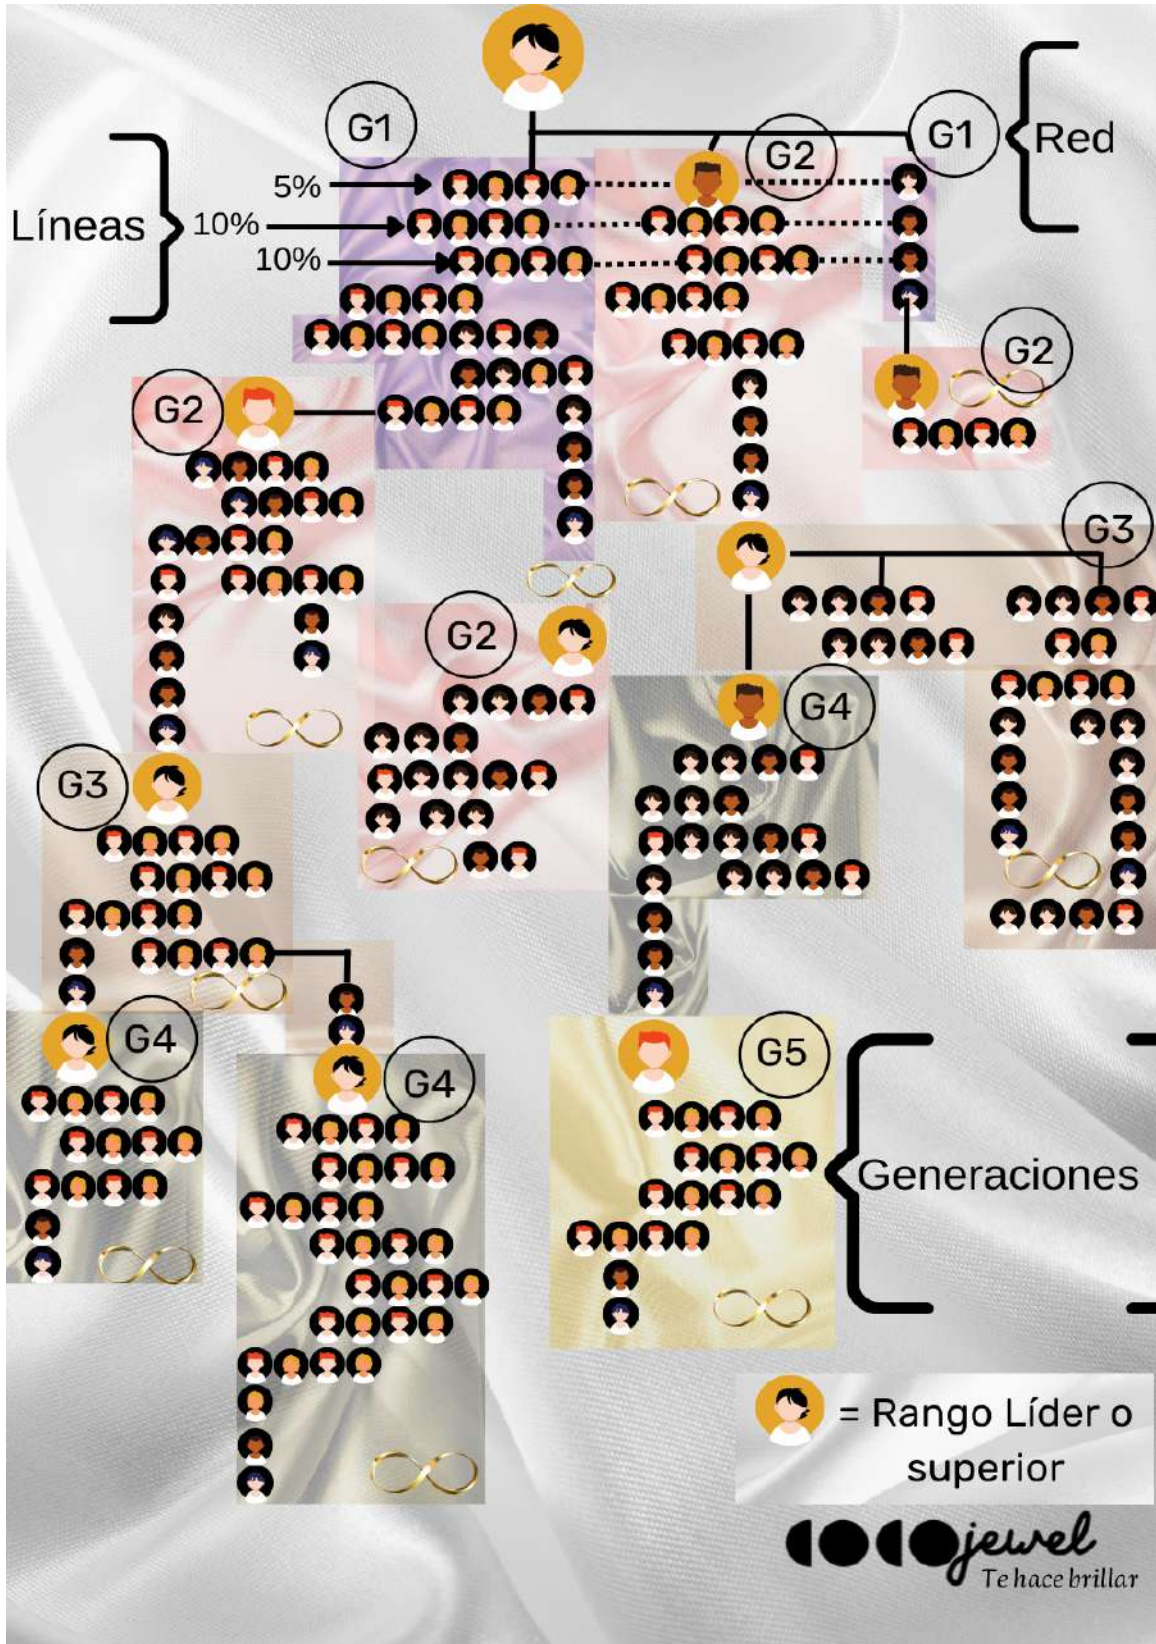 G1
G2
G1
Red
5%
Líneas
10%
10%
G2
G2
G3
G2
G4
G3
G4
G4
G5
Generaciones
= Rango Líder o
superior
COCO jewel
Te hace brillar